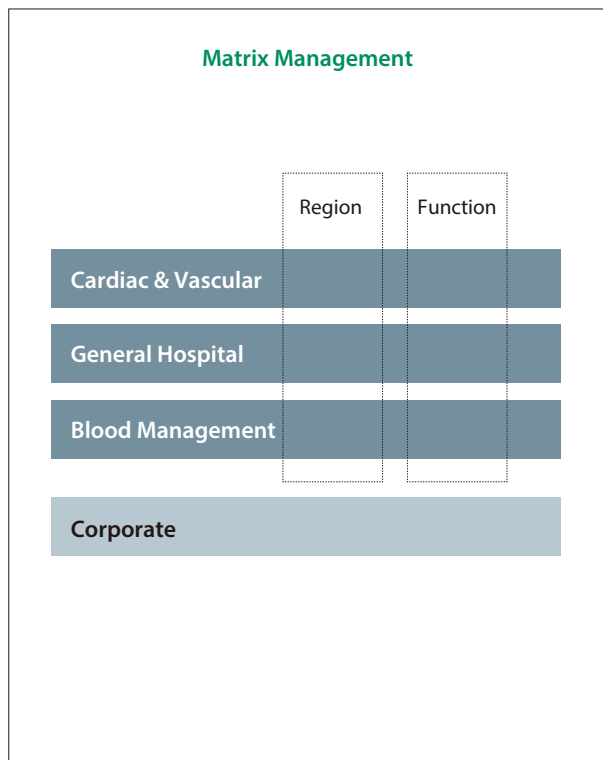 Matrix Management
Region Function
Cardiac & Vascular
General Hospital
Blood Management
Corporate